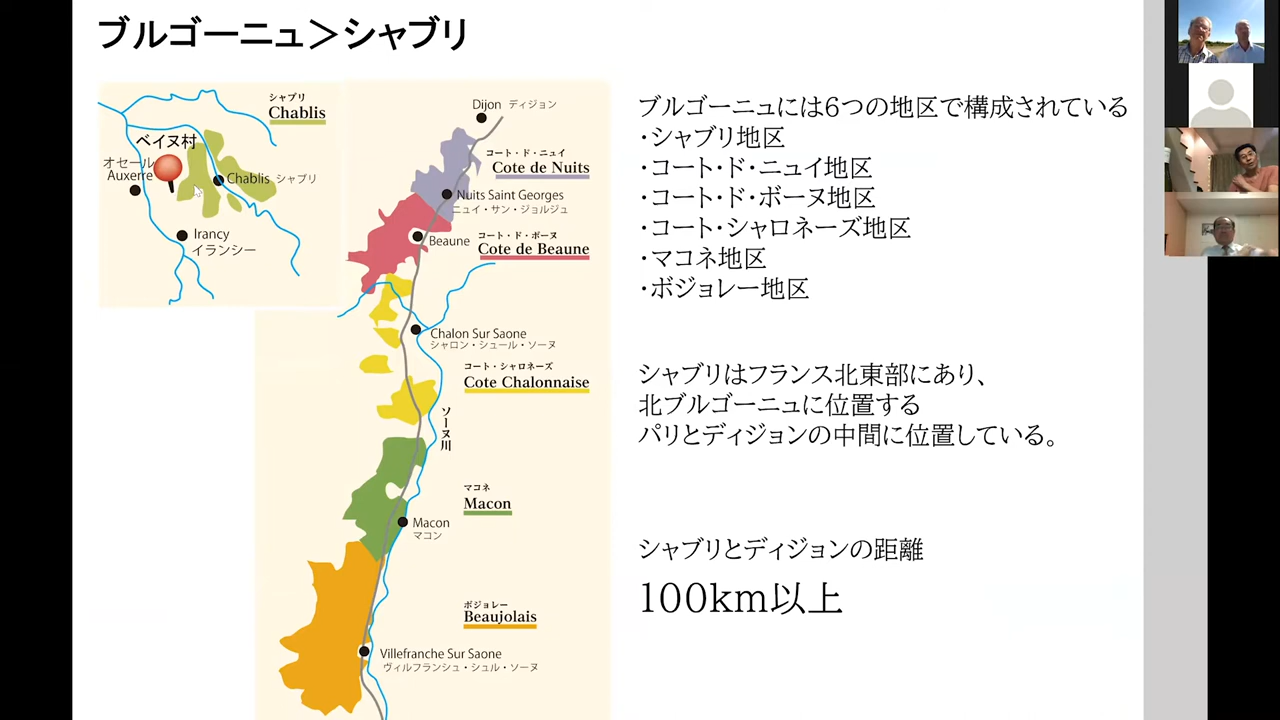 ブルゴーニュ＞シャブリ
シャブリ
Chablis
ベイヌ村
オセール
Auxerre
Chablis シャブリ
Irancy
イランシー
Dijon ディジョン
コート・ド・ニュイ
Cote de Nuits
Nuits Saint Georges
ニュイ・サン・ジョルジュ
コート・ド・ボーヌ
Beaune
Cote de Beaune
Chalon Sur Saone
シャロン・シュール・ソーヌ
コート・シャロネーズ
Cote Chalonnaise
ソーヌ川
マコネ
Macon
Macon
マコン
ボジョレー
Beaujolais
Villefranche Sur Saone
ヴィルフランシュ・シュル・ソーヌ
ブルゴーニュには6つの地区で構成されている
・シャブリ地区
・コート・ド・ニュイ地区
・コート・ド・ボーヌ地区
・コート・シャロネーズ地区
・マコネ地区
・ボジョレー地区
シャブリはフランス北東部にあり、
北ブルゴーニュに位置する
パリとディジョンの中間に位置している。
シャブリとディジョンの距離
100km以上